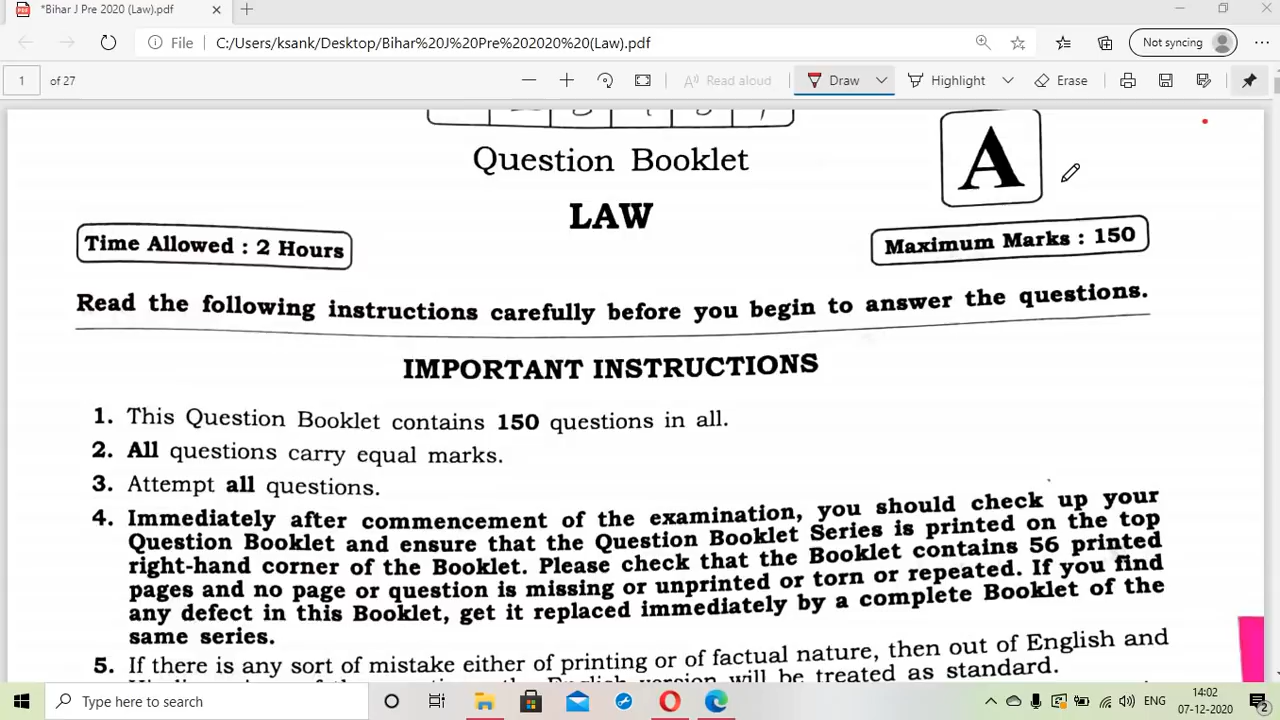 *Bihar J Pre 2020 (Law).pdf
File C:/Users/ksank/Desktop/Bihar%20J%20Pre%202020%20(Law).pdf Not syncing
1 of 27 Read aloud Draw Highlight Erase
Question Booklet
A
LAW
Time Allowed : 2 Hours
Maximum Marks : 150
Read the following instructions carefully before you begin to answer the questions.
IMPORTANT INSTRUCTIONS
1. This Question Booklet contains 150 questions in all.
2. All questions carry equal marks.
3. Attempt all questions.
4. Immediately after commencement of the examination, you should check up your
Question Booklet and ensure that the Question Booklet Series is printed on the top
right-hand corner of the Booklet. Please check that the Booklet contains 56 printed
pages and no page or question is missing or unprinted or torn or repeated. If you find
any defect in this Booklet, get it replaced immediately by a complete Booklet of the
same series.
5. If there is any sort of mistake either of printing or of factual nature, then out of English and
English version will be treated as standard.
Type here to search
ENG
14:02
07-12-2020
2